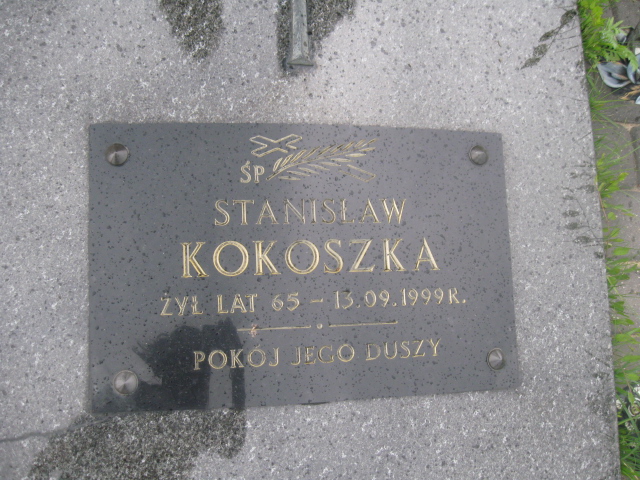 ŚP
STANISŁAW
KOKOSZKA
ŻYŁ LAT 65 - 13.09.1999 R.
POKÓJ JEGO DUSZY